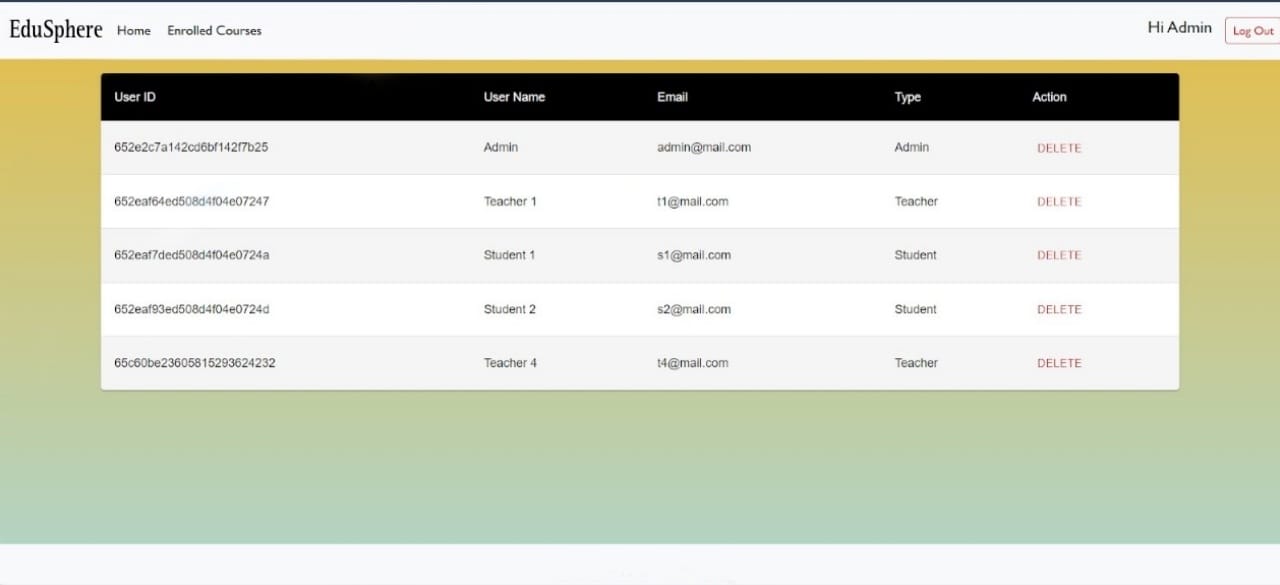 EduSphere Home Enrolled Courses Hi Admin Log Out
User ID User Name Email Type Action
652e2c7a142cd6bf142f7b25 Admin admin@mail.com Admin DELETE
652eaf64ed508d4f04e07247 Teacher 1 t1@mail.com Teacher DELETE
652eaf7ded508d4f04e0724a Student 1 s1@mail.com Student DELETE
652eaf93ed508d4f04e0724d Student 2 s2@mail.com Student DELETE
65c60be23605815293624232 Teacher 4 t4@mail.com Teacher DELETE